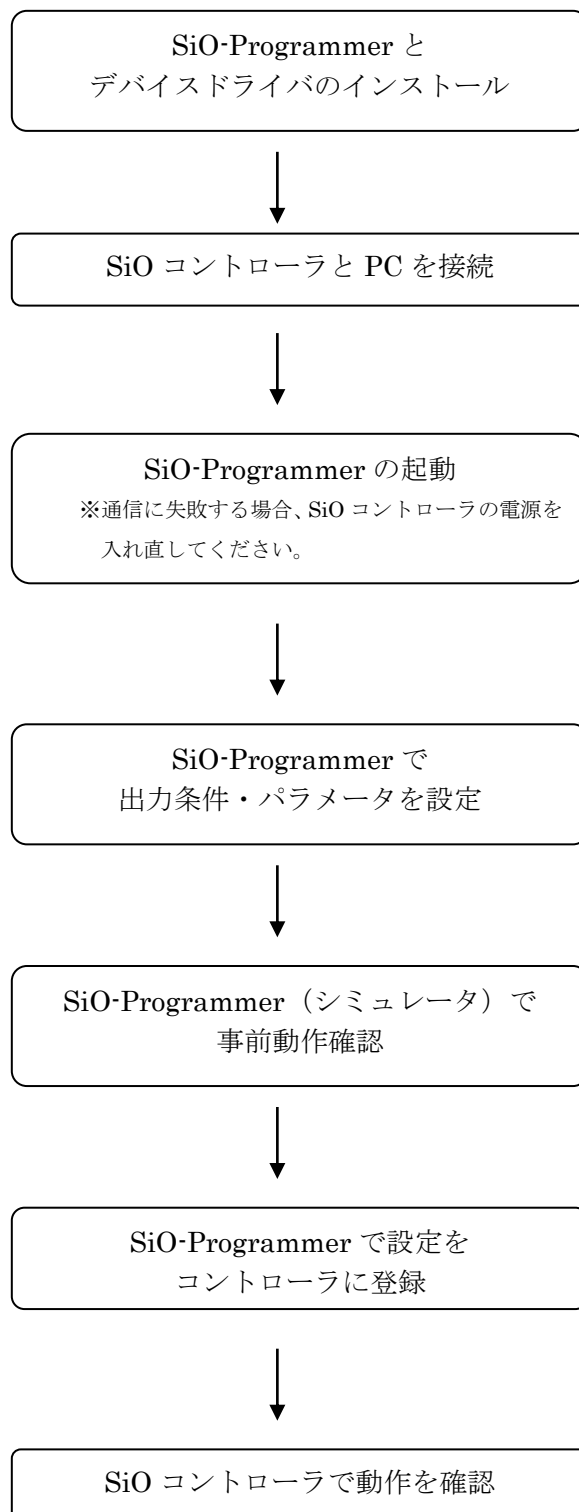 SiO-Programmer と
デバイスドライバのインストール
SiO コントローラと PC を接続
SiO-Programmer の起動
※通信に失敗する場合、SiO コントローラの電源を
入れ直してください。
SiO-Programmer で
出力条件・パラメータを設定
SiO-Programmer（シミュレータ）で
事前動作確認
SiO-Programmer で設定を
コントローラに登録
SiO コントローラで動作を確認